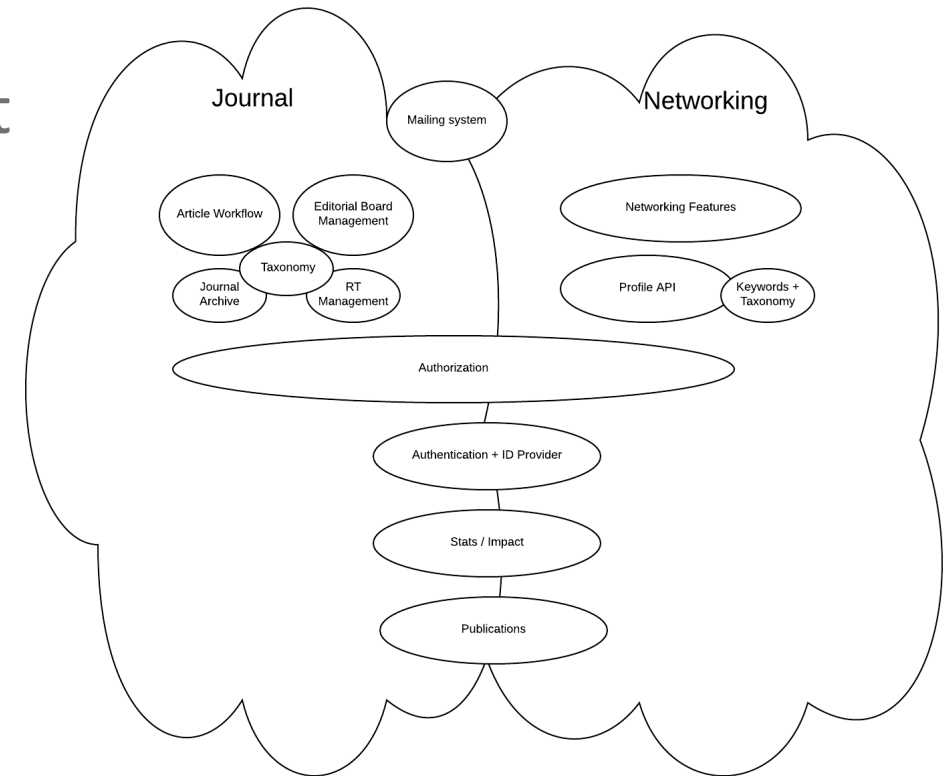 t
Journal
Networking
Mailing system
Article Workflow
Editorial Board
Management
Networking Features
Taxonomy
Journal
Archive
RT
Management
Profile API
Keywords +
Taxonomy
Authorization
Authentication + ID Provider
Stats / Impact
Publications